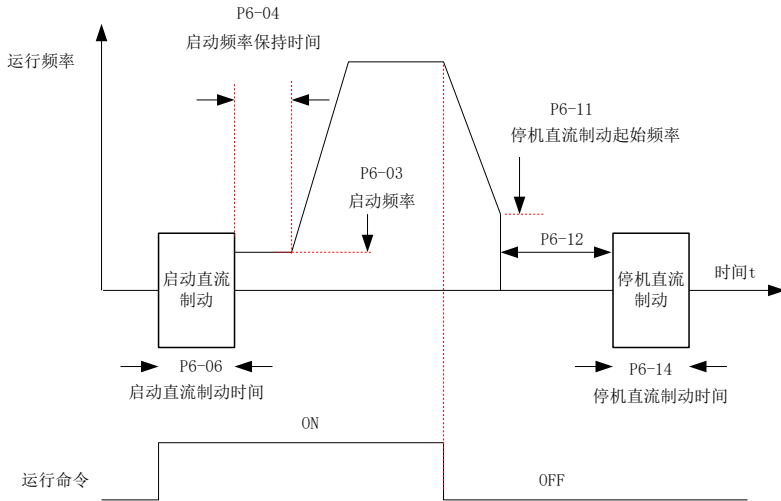 P6-04
启动频率保持时间
运行频率
P6-11
停机直流制动起始频率
P6-03
启动频率
P6-12
启动直流
制动
停机直流
制动
时间t
P6-06
启动直流制动时间
P6-14
停机直流制动时间
ON
运行命令
OFF